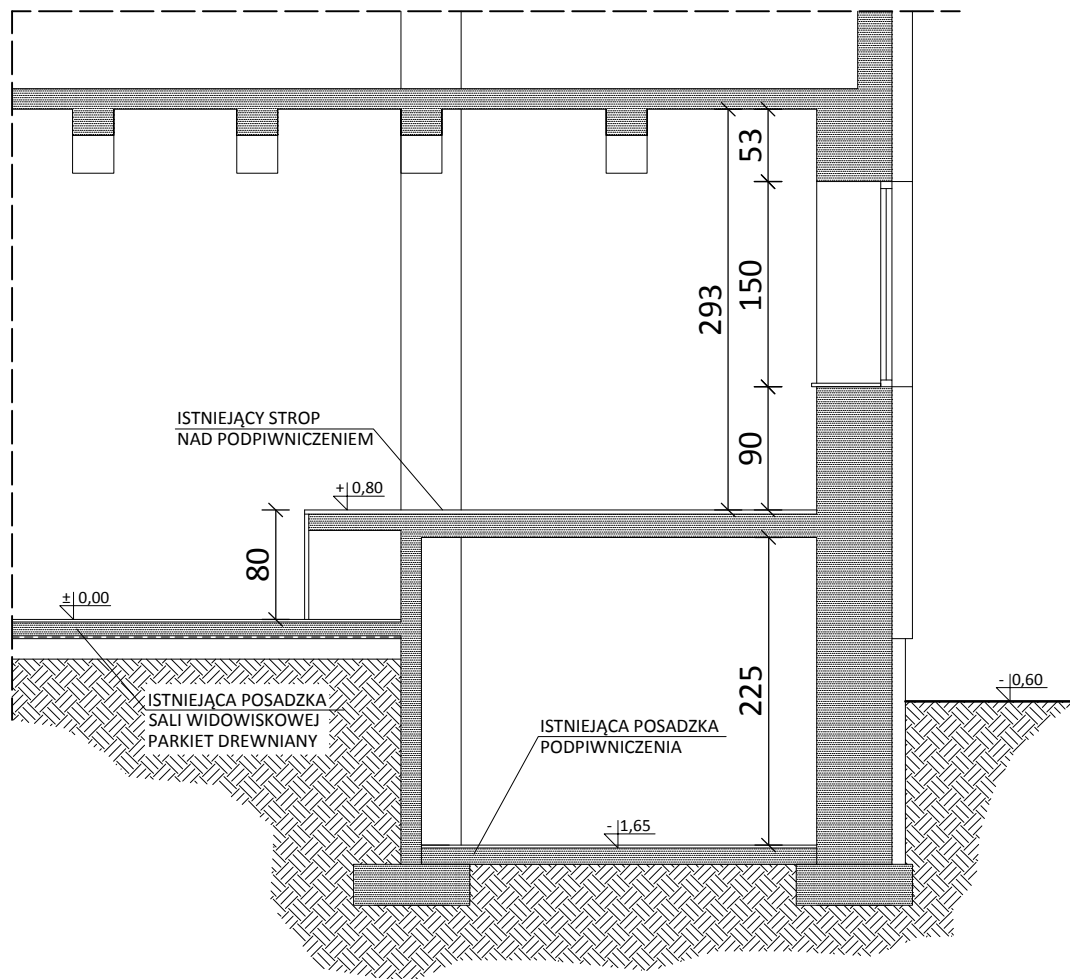 53
150
293
90
ISTNIEJĄCY STROP
NAD PODPIWNICZENIEM
+ 0,80
80
± 0,00
ISTNIEJĄCA POSADZKA
SALI WIDOWISKOWEJ
PARKIET DREWNIANY
225
- 0,60
ISTNIEJĄCA POSADZKA
PODPIWNICZENIA
- 1,65